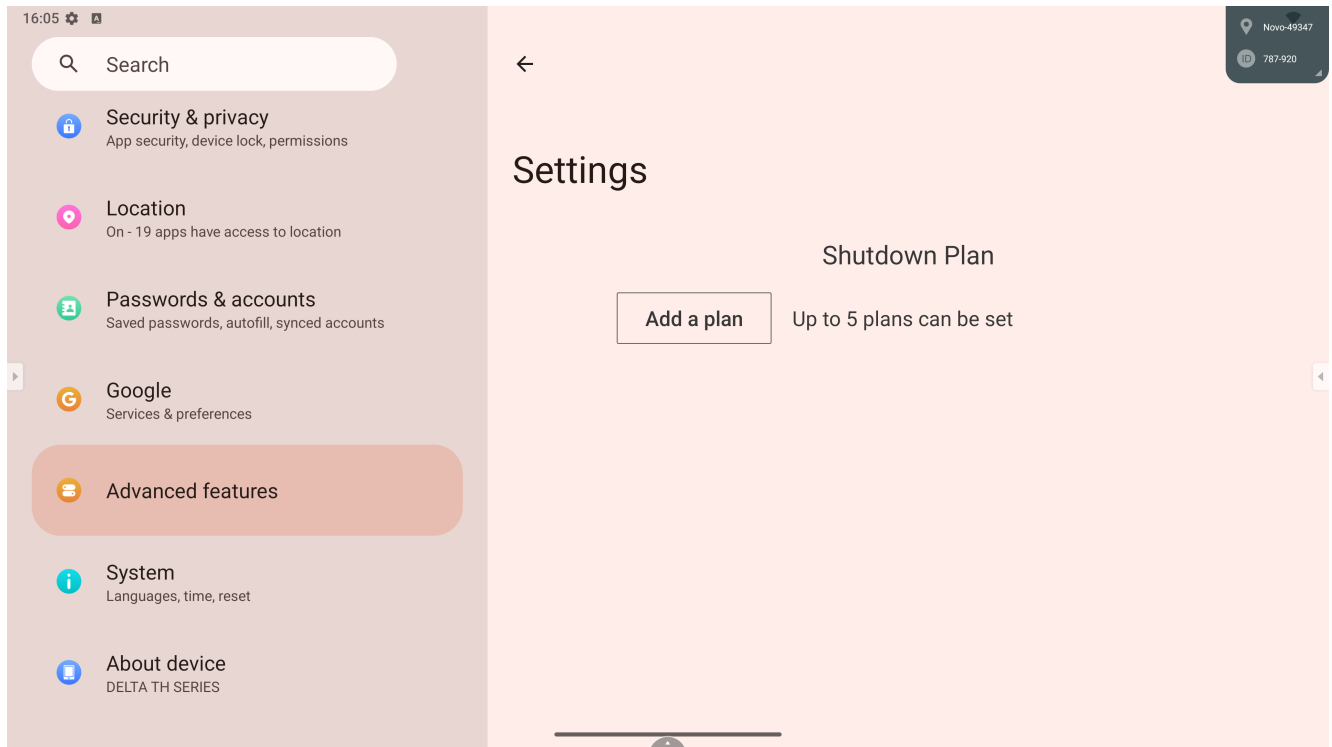 16:05
Search
Security & privacy
App security, device lock, permissions
Location
On - 19 apps have access to location
Passwords & accounts
Saved passwords, autofill, synced accounts
G
Google
Services & preferences
Advanced features
System
Languages, time, reset
About device
DELTA TH SERIES
Settings
Shutdown Plan
Add a plan
Up to 5 plans can be set
Novo-49347
ID
787-920